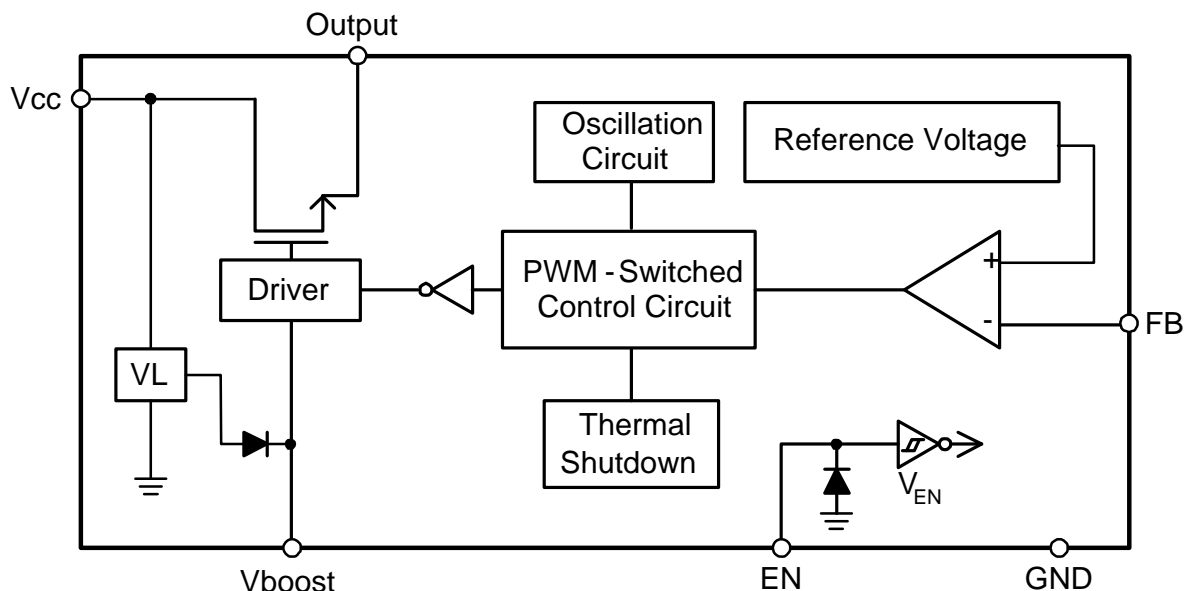 Output
Vcc
Oscillation
Circuit
Reference Voltage
+
PWM - Switched
Control Circuit
Driver
-
FB
VL
Thermal
Shutdown
VEN
Vboost
EN
GND